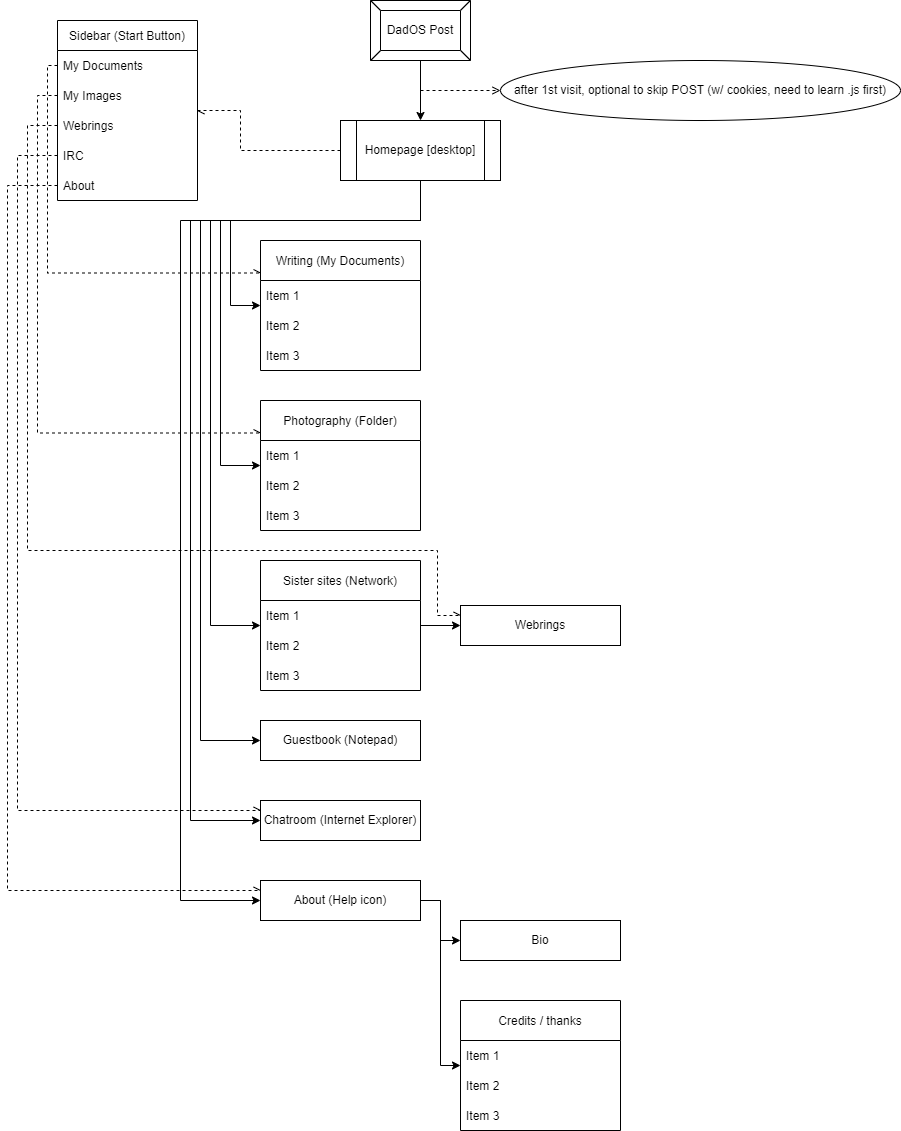 DadOS Post
Sidebar (Start Button)
My Documents
My Images
Webrings
IRC
About
after 1st visit, optional to skip POST (w/ cookies, need to learn .js first)
Homepage [desktop]
Writing (My Documents)
Item 1
Item 2
Item 3
Photography (Folder)
Item 1
Item 2
Item 3
Sister sites (Network)
Item 1
Item 2
Item 3
Webrings
Guestbook (Notepad)
Chatroom (Internet Explorer)
About (Help icon)
Bio
Credits / thanks
Item 1
Item 2
Item 3